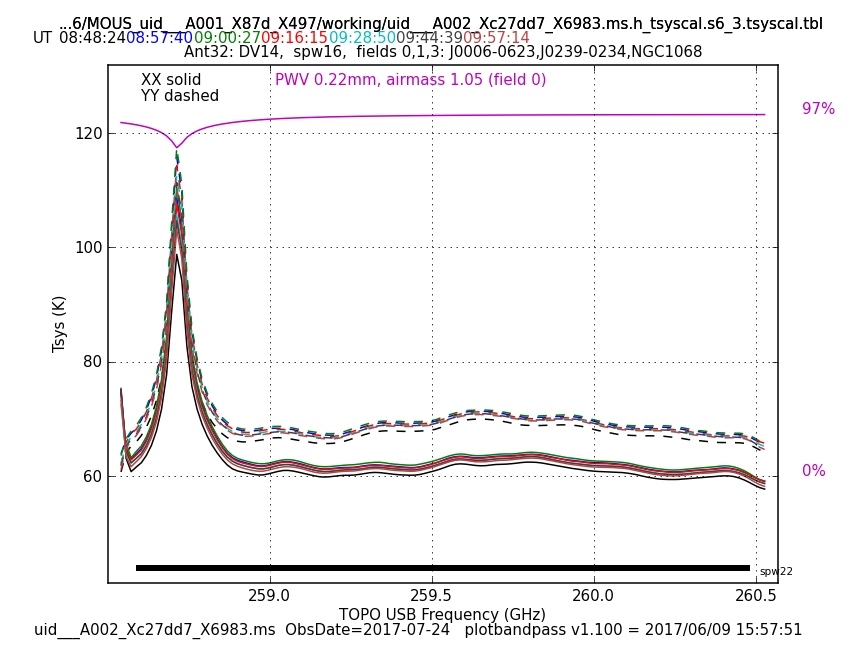 ...6/MOUS_uid___A001_X87d_X497/working/uid___A002_Xc27dd7_X6983.ms.h_tsyscal.s6_3.tsyscal.tbl
UT 08:48:24 08:57:40 09:00:27 09:16:15 09:28:50 09:44:39 09:57:14
Ant32: DV14,  spw16,  fields 0,1,3: J0006-0623,J0239-0234,NGC1068
XX solid
PWV 0.22mm, airmass 1.05 (field 0)
YY dashed
97%
120
100
Tsys (K)
80
60
0%
spw22
259.0 259.5 260.0 260.5
TOPO USB Frequency (GHz)
uid___A002_Xc27dd7_X6983.ms  ObsDate=2017-07-24   plotbandpass v1.100 = 2017/06/09 15:57:51